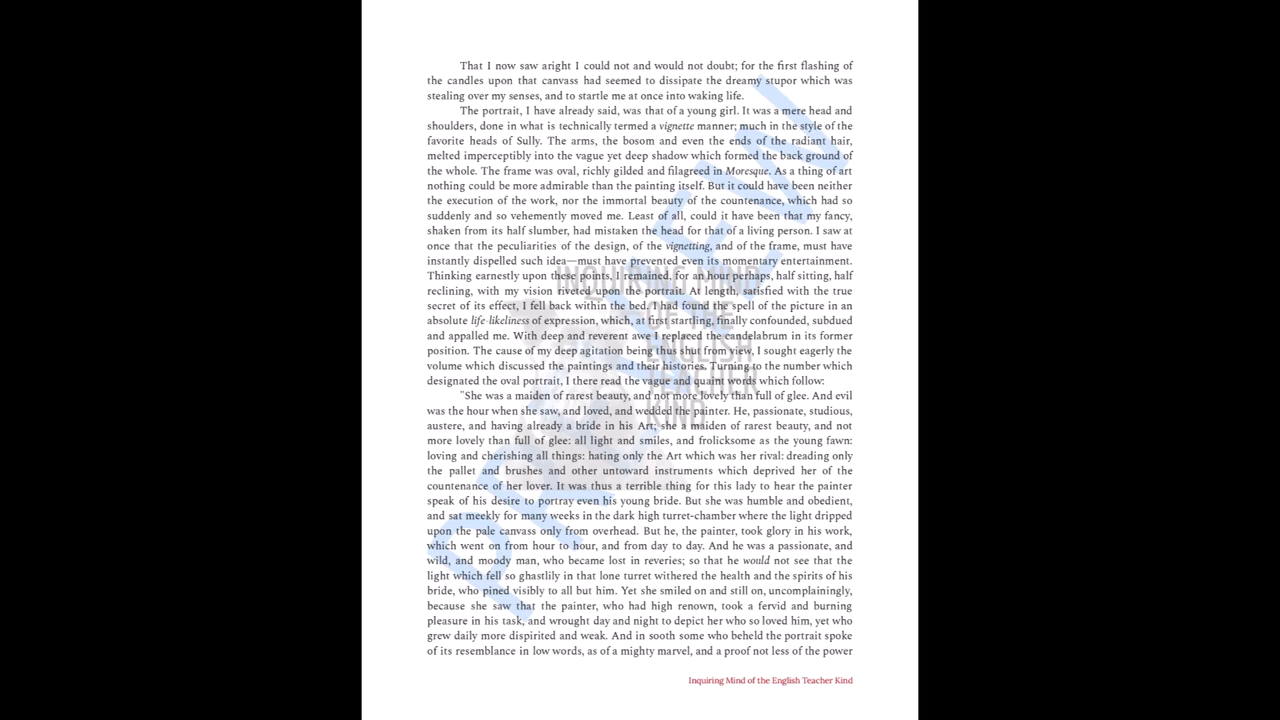 That I now saw aright I could not and would not doubt; for the first flashing of
the candles upon that canvass had seemed to dissipate the dreamy stupor which was
stealing over my senses, and to startle me at once into waking life.
The portrait, I have already said, was that of a young girl. It was a mere head and
shoulders, done in what is technically termed a vignette manner; much in the style of the
favorite heads of Sully. The arms, the bosom and even the ends of the radiant hair,
melted imperceptibly into the vague yet deep shadow which formed the back ground of
the whole. The frame was oval, richly gilded and filagreed in Moresque. As a thing of art
nothing could be more admirable than the painting itself. But it could have been neither
the execution of the work, nor the immortal beauty of the countenance, which had so
suddenly and so vehemently moved me. Least of all, could it have been that my fancy,
shaken from its half slumber, had mistaken the head for that of a living person. I saw at
once that the peculiarities of the design, of the vignetting, and of the frame, must have
instantly dispelled such idea—must have prevented even its momentary entertainment.
Thinking earnestly upon these points, I remained, for an hour perhaps, half sitting, half
reclining, with my vision riveted upon the portrait. At length, satisfied with the true
secret of its effect, I fell back within the bed. I had found the spell of the picture in an
absolute life-likeliness of expression, which, at first startling, finally confounded, subdued
and appalled me. With deep and reverent awe I replaced the candelabrum in its former
position. The cause of my deep agitation being thus shut from view, I sought eagerly the
volume which discussed the paintings and their histories. Turning to the number which
designated the oval portrait, I there read the vague and quaint words which follow:
"She was a maiden of rarest beauty, and not more lovely than full of glee. And evil
was the hour when she saw, and loved, and wedded the painter. He, passionate, studious,
austere, and having already a bride in his Art; she a maiden of rarest beauty, and not
more lovely than full of glee: all light and smiles, and frolicksome as the young fawn:
loving and cherishing all things: hating only the Art which was her rival: dreading only
the pallet and brushes and other untoward instruments which deprived her of the
countenance of her lover. It was thus a terrible thing for this lady to hear the painter
speak of his desire to portray even his young bride. But she was humble and obedient,
and sat meekly for many weeks in the dark high turret-chamber where the light dripped
upon the pale canvass only from overhead. But he, the painter, took glory in his work,
which went on from hour to hour, and from day to day. And he was a passionate, and
wild, and moody man, who became lost in reveries; so that he would not see that the
light which fell so ghastlily in that lone turret withered the health and the spirits of his
bride, who pined visibly to all but him. Yet she smiled on and still on, uncomplainingly,
because she saw that the painter, who had high renown, took a fervid and burning
pleasure in his task, and wrought day and night to depict her who so loved him, yet who
grew daily more dispirited and weak. And in sooth some who beheld the portrait spoke
of its resemblance in low words, as of a mighty marvel, and a proof not less of the power
Inquiring Mind of the English Teacher Kind
PREVIEW
INQUIRING MIND
OF THE
ENGLISH
TEACHER
KIND